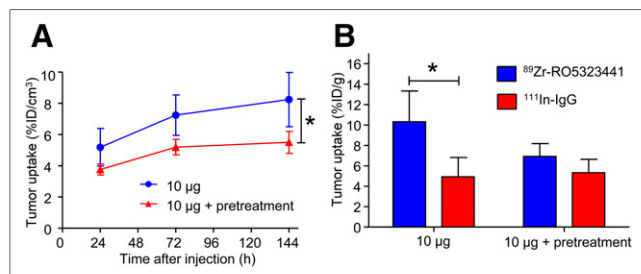 A
Tumor uptake (%ID/cm³)
10
8
6
4
2
0
*
10 µg
10 µg + pretreatment
0 24 48 72 96 120 144
Time after injection (h)
B
Tumor uptake (%ID/g)
16
14
12
10
8
6
4
2
0
*
⁸⁹Zr-RO5323441
¹¹¹In-IgG
10 µg
10 µg + pretreatment